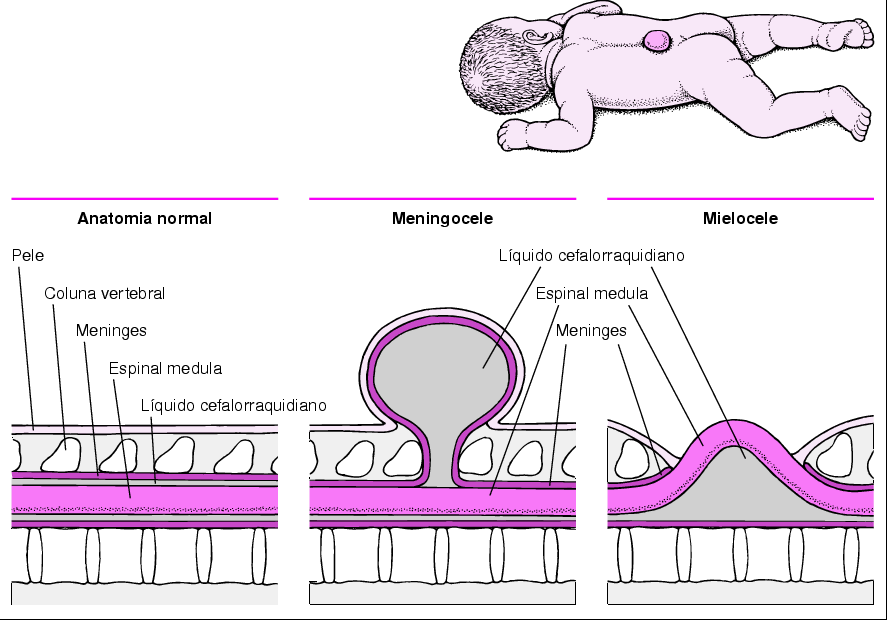 Anatomia normal
Pele
Coluna vertebral
Meninges
Espinal medula
Líquido cefalorraquidiano
Meningocele
Mielocele
Líquido cefalorraquidiano
Espinal medula
Meninges